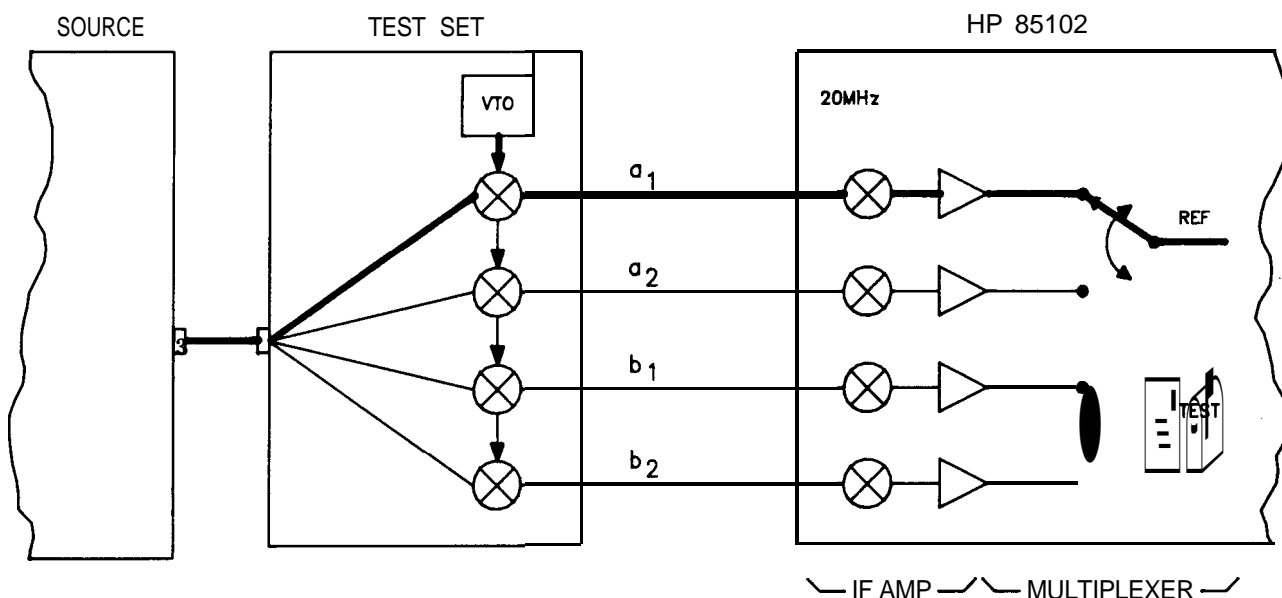 SOURCE
TEST SET
HP 85102
VTO
20MHz
a1
REF
a2
b1
TEST
b2
IF AMP
MULTIPLEXER